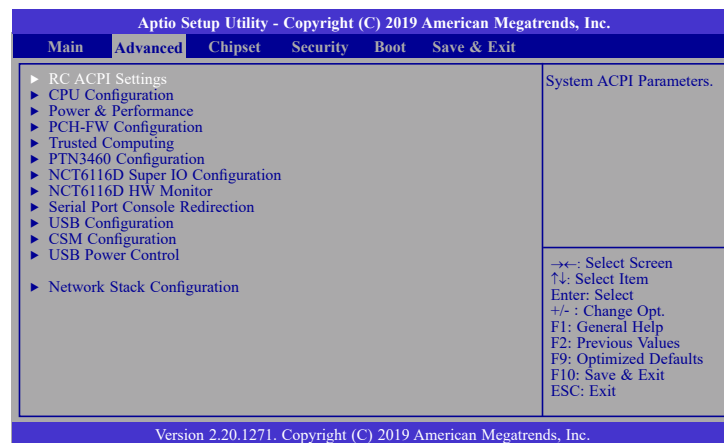 Aptio Setup Utility - Copyright (C) 2019 American Megatrends, Inc.
Main Advanced Chipset Security Boot Save & Exit
► RC ACPI Settings
► CPU Configuration
► Power & Performance
► PCH-FW Configuration
► Trusted Computing
► PTN3460 Configuration
► NCT6116D Super IO Configuration
► NCT6116D HW Monitor
► Serial Port Console Redirection
► USB Configuration
► CSM Configuration
► USB Power Control
► Network Stack Configuration
System ACPI Parameters.
→←: Select Screen
↑↓: Select Item
Enter: Select
+/- : Change Opt.
F1: General Help
F2: Previous Values
F9: Optimized Defaults
F10: Save & Exit
ESC: Exit
Version 2.20.1271. Copyright (C) 2019 American Megatrends, Inc.